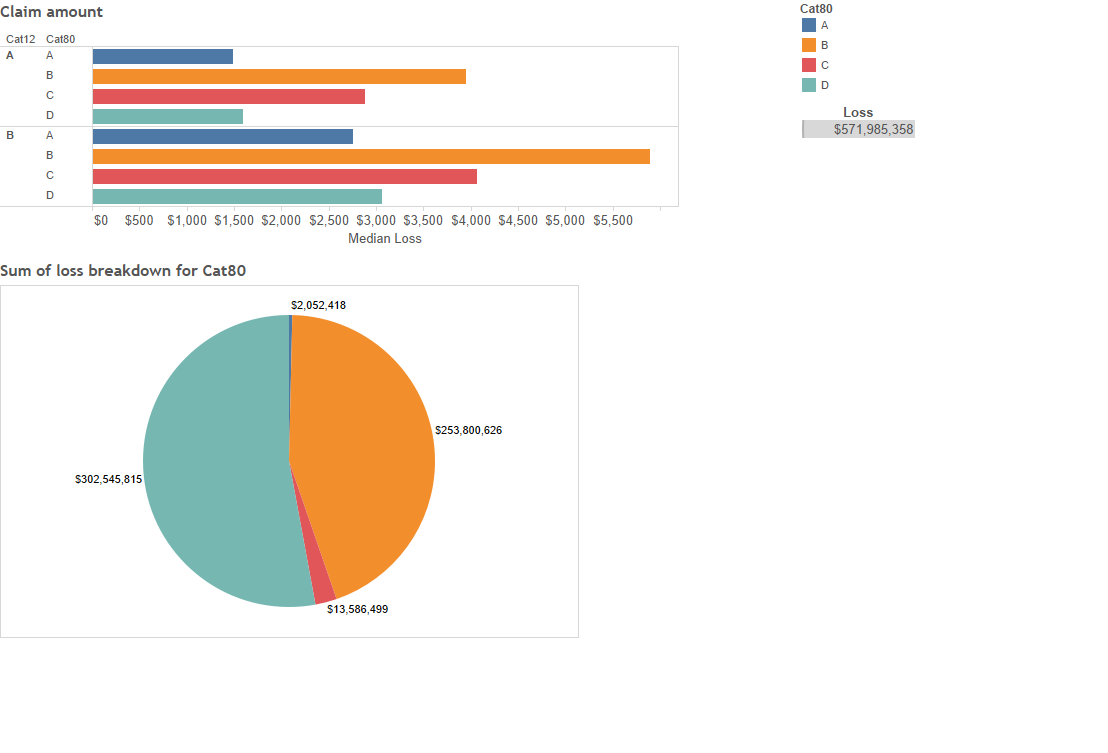 Claim amount
Cat12 Cat80
A A
B
C
D
B A
B
C
D
$0 $500 $1,000 $1,500 $2,000 $2,500 $3,000 $3,500 $4,000 $4,500 $5,000 $5,500
Median Loss
Cat80
A
B
C
D
Loss
$571,985,358
Sum of loss breakdown for Cat80
$2,052,418
$253,800,626
$302,545,815
$13,586,499